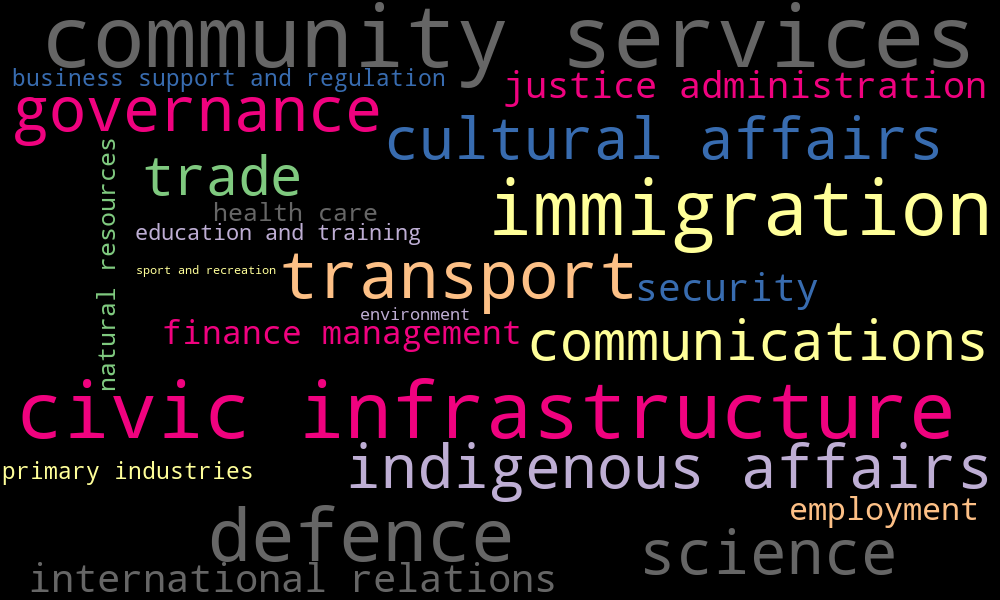 community services
business support and regulation
justice administration
governance
cultural affairs
natural resources
trade
immigration
health care
education and training
transport
sport and recreation
security
environment
finance management
communications
civic infrastructure
indigenous affairs
primary industries
employment
defence
science
international relations